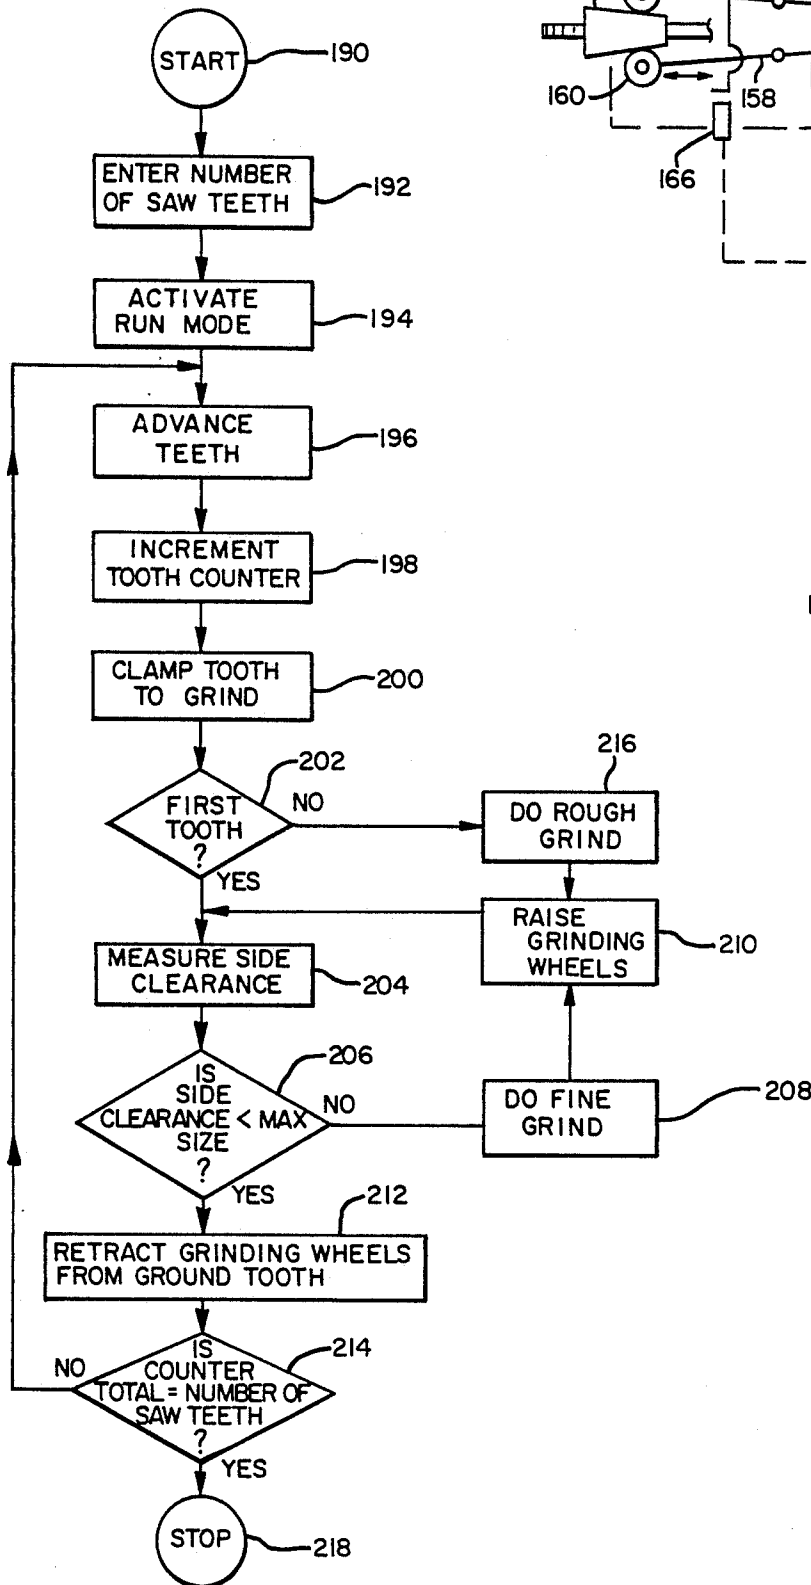 START
190
160
158
166
ENTER NUMBER
OF SAW TEETH
192
ACTIVATE
RUN MODE
194
ADVANCE
TEETH
196
INCREMENT
TOOTH COUNTER
198
CLAMP TOOTH
TO GRIND
200
202
FIRST
TOOTH
?
NO
YES
216
DO ROUGH
GRIND
RAISE
GRINDING
WHEELS
210
MEASURE SIDE
CLEARANCE
204
206
IS
SIDE
CLEARANCE < MAX
SIZE
?
NO
YES
DO FINE
GRIND
208
212
RETRACT GRINDING WHEELS
FROM GROUND TOOTH
214
IS
COUNTER
TOTAL = NUMBER OF
SAW TEETH
?
NO
YES
STOP
218